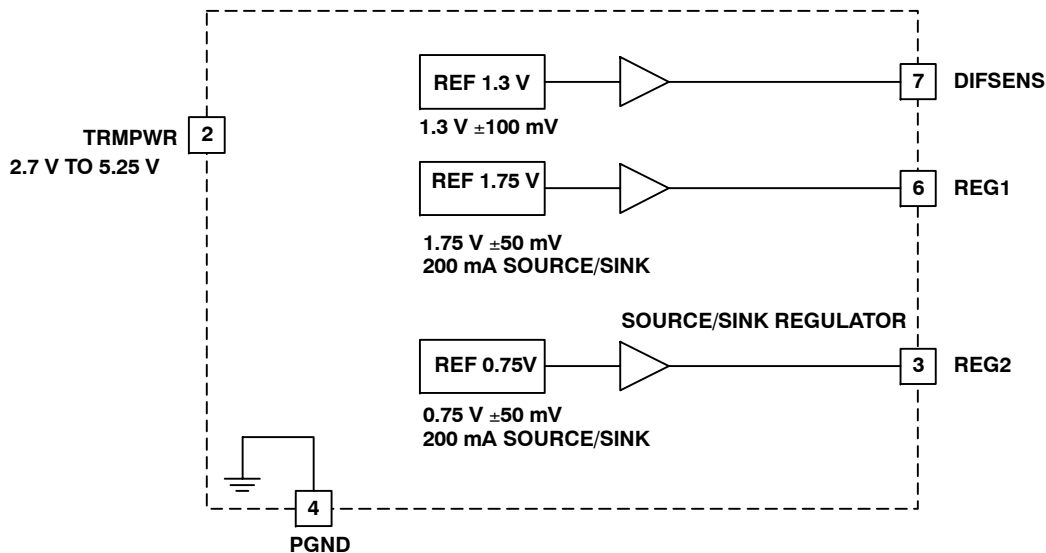 REF 1.3 V
7
DIFSENS
1.3 V ±100 mV
TRMPWR
2
2.7 V TO 5.25 V
REF 1.75 V
6
REG1
1.75 V ±50 mV
200 mA SOURCE/SINK
SOURCE/SINK REGULATOR
REF 0.75V
3
REG2
0.75 V ±50 mV
200 mA SOURCE/SINK
4
PGND